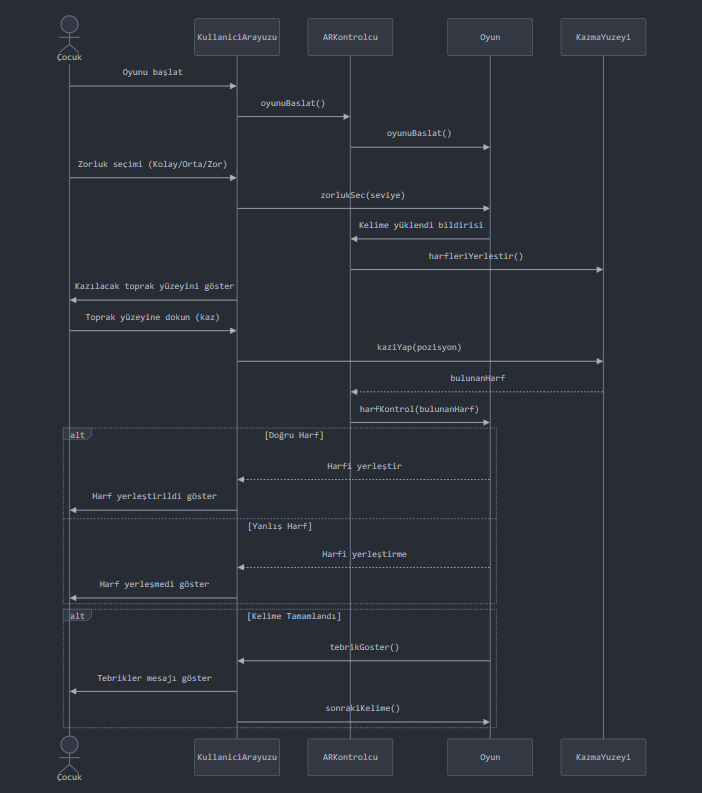 KullaniciArayuzu
ARKontrolcu
Oyun
KazmaYuzeyi
Çocuk
Oyunu başlat
oyunuBaslat()
oyunuBaslat()
Zorluk seçimi (Kolay/Orta/Zor)
zorlukSec(seviye)
Kelime yüklendi bildirisi
harfleriYerlestir()
Kazılacak toprak yüzeyini göster
Toprak yüzeyine dokun (kaz)
kaziYap(pozisyon)
bulunanHarf
harfKontrol(bulunanHarf)
alt
[Doğru Harf]
Harfi yerleştir
Harf yerleştirildi göster
[Yanlış Harf]
Harfi yerleştirme
Harf yerleşmedi göster
alt
[Kelime Tamamlandı]
tebrikGoster()
Tebrikler mesajı göster
sonrakiKelime()
KullaniciArayuzu
ARKontrolcu
Oyun
KazmaYuzeyi
Çocuk